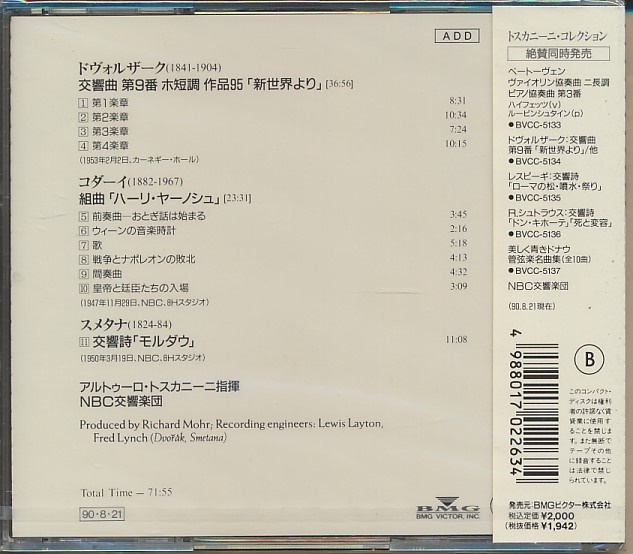 ADD
ドヴォルザーク(1841-1904)
交響曲 第9番 ホ短調 作品95「新世界より」[36:56]
1 第1楽章 8:31
2 第2楽章 10:34
3 第3楽章 7:24
4 第4楽章 10:15
(1953年2月2日、カーネギー・ホール)
コダーイ(1882-1967)
組曲「ハーリ・ヤーノシュ」[23:31]
5 前奏曲—おとぎ話は始まる 3:45
6 ウィーンの音楽時計 2:16
7 歌 5:18
8 戦争とナポレオンの敗北 4:13
9 間奏曲 4:32
10 皇帝と廷臣たちの入場 3:09
(1947年11月29日、NBC、8Hスタジオ)
スメタナ(1824-84)
11 交響詩「モルダウ」 11:08
(1950年3月19日、NBC、8Hスタジオ)
アルトゥーロ・トスカニーニ指揮
NBC交響楽団
Produced by Richard Mohr; Recording engineers: Lewis Layton,
Fred Lynch (Dvořák, Smetana)
Total Time — 71:55
90・8・21
BMG
BMG VICTOR, INC.
トスカニーニ・コレクション
絶賛同時発売
ベートーヴェン
ヴァイオリン協奏曲 ニ長調
ピアノ協奏曲 第3番
ハイフェッツ(v)
ルービンシュタイン(p)
●BVCC-5133
ドヴォルザーク:交響曲
第9番「新世界より」/他
●BVCC-5134
レスピーギ:交響詩
「ローマの松・噴水・祭り」
●BVCC-5135
R.シュトラウス:交響詩
「ドン・キホーテ」「死と変容」
●BVCC-5136
美しく青きドナウ
管弦楽名曲集(全10曲)
●BVCC-5137
NBC交響楽団
(90.8.21現在)
4 988017 022634
B
このコンパクト・
ディスクは権利
者の許諾なく賃
貸業に使用す
ることを禁じま
す。また無断で
テープその他
に録音すること
は法律で禁じ
られています。
発売元:BMGビクター株式会社
税込定価¥2,000
(税抜価格¥1,942)